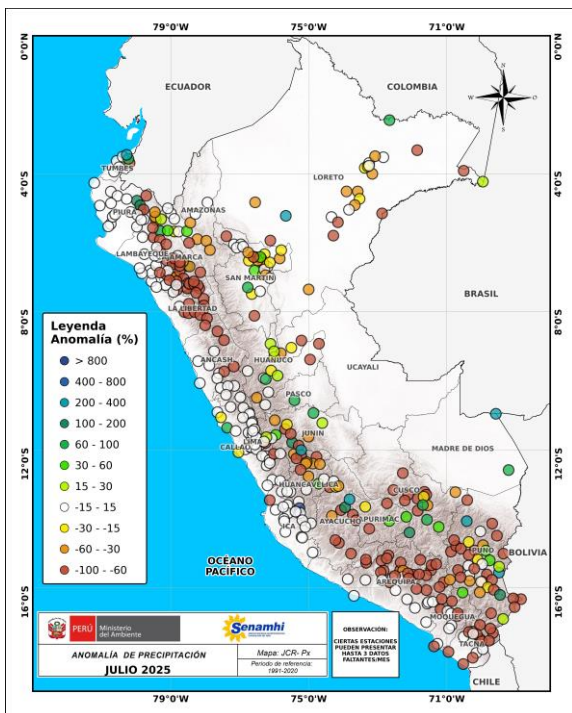 79°0'W
75°0'W
71°0'W
0°0'N
0°0'N
4°0'S
4°0'S
8°0'S
8°0'S
12°0'S
12°0'S
16°0'S
16°0'S
ECUADOR
COLOMBIA
N
W
O
S
TUMBES
LORETO
PIURA
AMAZONAS
LAMBAYEQUE
CAJAMARCA
SAN MARTIN
BRASIL
LA LIBERTAD
ANCASH
HUANUCO
UCAYALI
PASCO
LIMA
JUNIN
CALLAO
MADRE DE DIOS
HUANCAVELICA
CUSCO
ICA
AYACUCHO
APURIMAC
PUNO
BOLIVIA
OCÉANO
PACÍFICO
AREQUIPA
MOQUEGUA
TACNA
CHILE
Leyenda
Anomalía (%)
> 800
400 - 800
200 - 400
100 - 200
60 - 100
30 - 60
15 - 30
-15 - 15
-30 - -15
-60 - -30
-100 - -60
PERÚ
Ministerio
del Ambiente
Senamhi
ANOMALÍA DE PRECIPITACIÓN
JULIO 2025
Mapa: JCR- Px
Periodo de referencia:
1991-2020
OBSERVACIÓN:
CIERTAS ESTACIONES
PUEDEN PRESENTAR
HASTA 3 DATOS
FALTANTES/MES
79°0'W
75°0'W
71°0'W